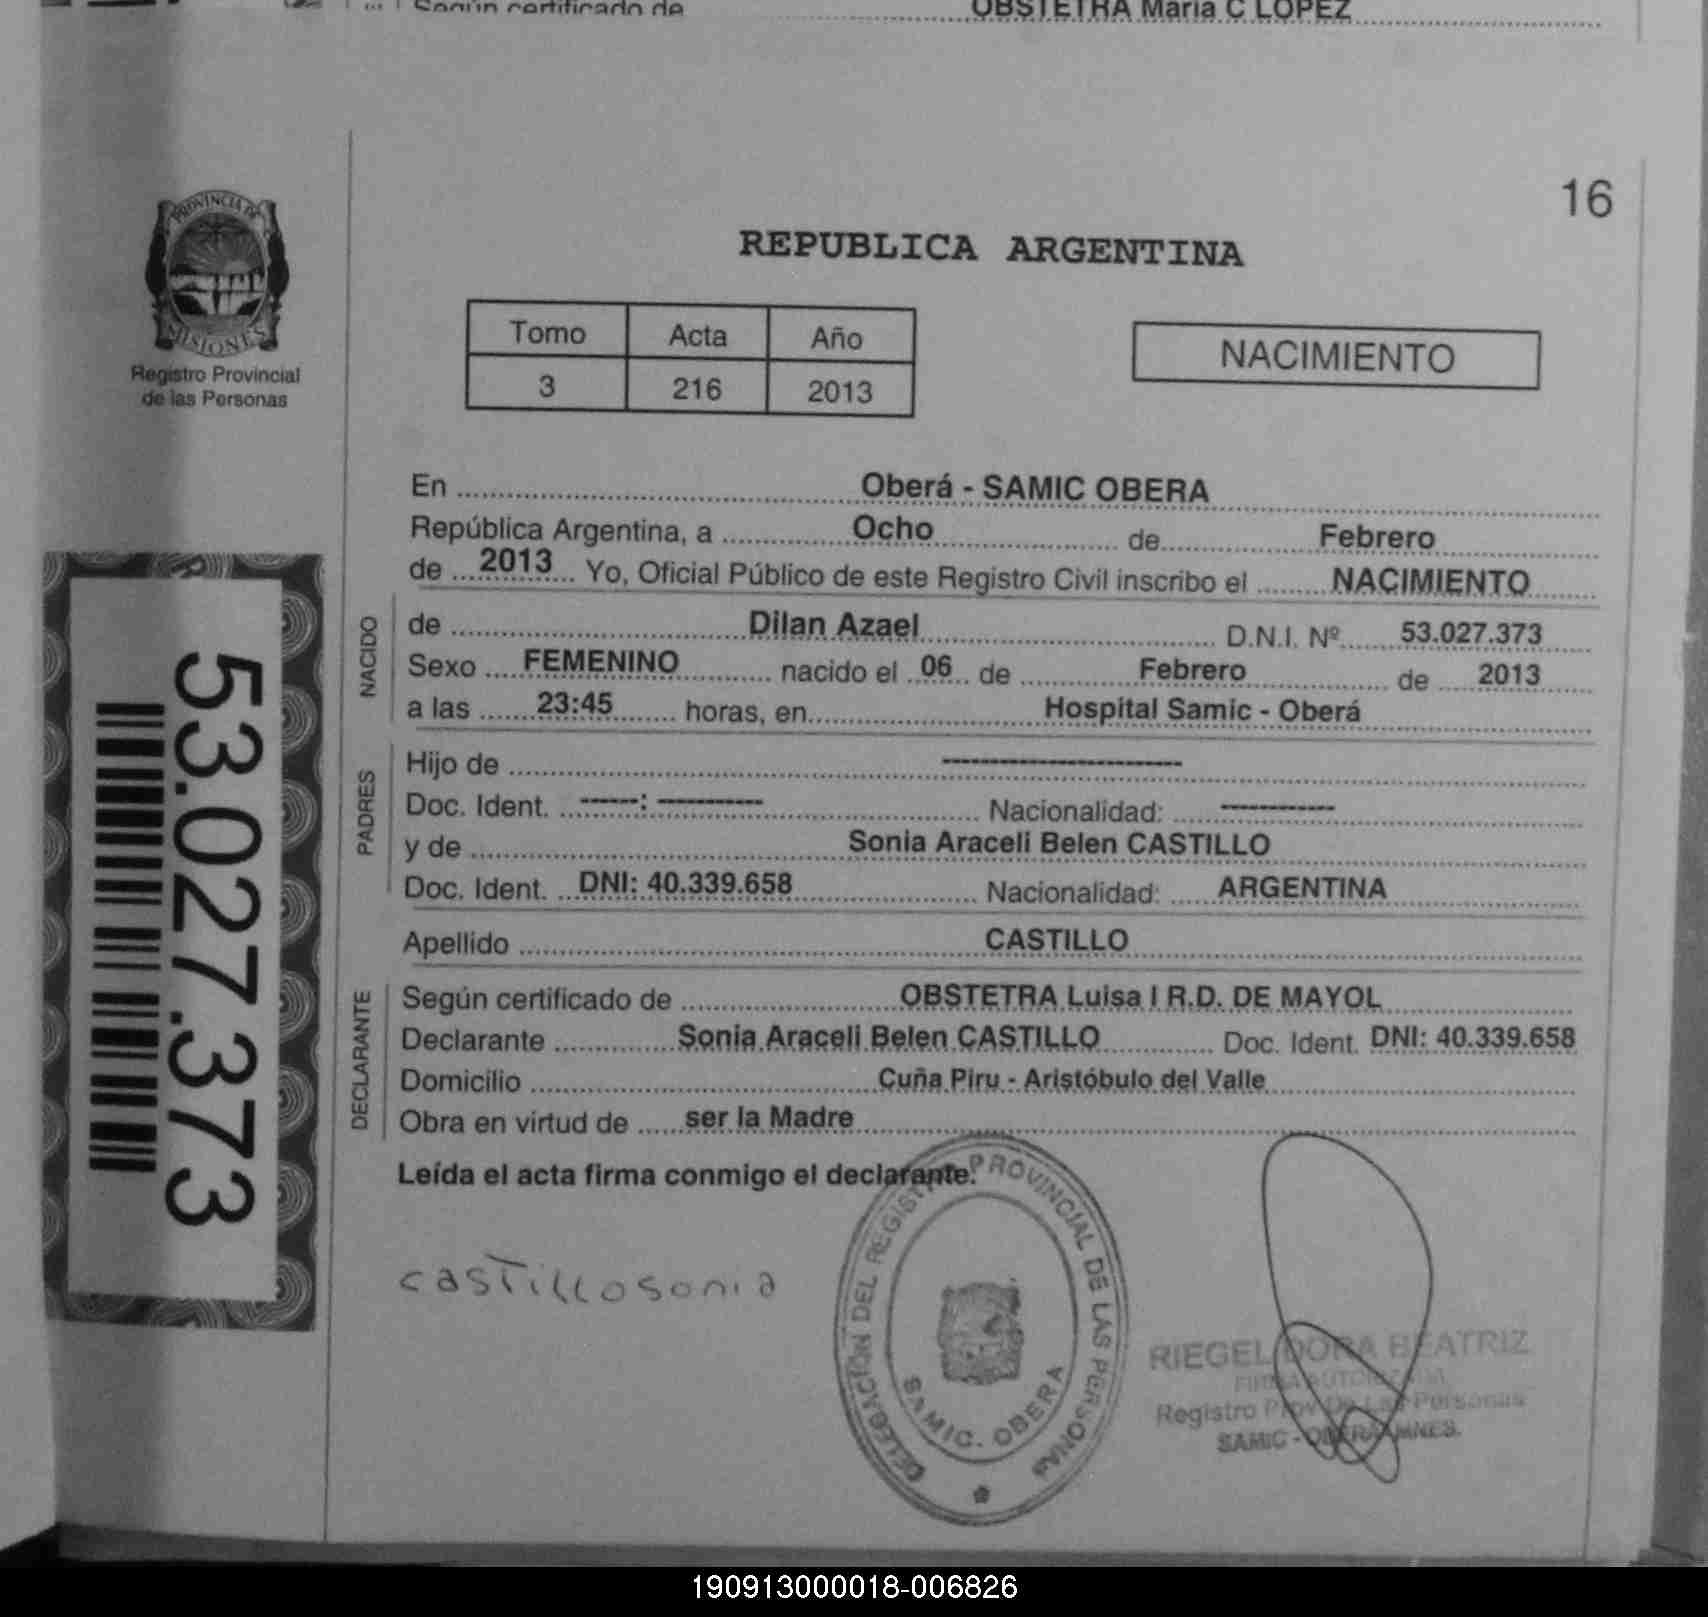 Según certificado de ........ OBSTETRA Maria C LOPEZ
16
PROVINCIA DE
MISIONES
Registro Provincial
de las Personas
REPUBLICA ARGENTINA
Tomo Acta Año
3 216 2013
NACIMIENTO
En ........ Oberá - SAMIC OBERA
República Argentina, a ........ Ocho ........ de ........ Febrero
de ........ 2013 ........ Yo, Oficial Público de este Registro Civil inscribo el ........ NACIMIENTO
NACIDO
de ........ Dilan Azael ........ D.N.I. Nº ........ 53.027.373
Sexo ........ FEMENINO ........ nacido el 06 de ........ Febrero ........ de ........ 2013
a las ........ 23:45 ........ horas, en ........ Hospital Samic - Oberá
PADRES
Hijo de ........ -----------------------
Doc. Ident. ------: ----------- Nacionalidad: ------------
y de ........ Sonia Araceli Belen CASTILLO
Doc. Ident. DNI: 40.339.658 ........ Nacionalidad: ........ ARGENTINA
Apellido ........ CASTILLO
DECLARANTE
Según certificado de ........ OBSTETRA Luisa I R.D. DE MAYOL
Declarante ........ Sonia Araceli Belen CASTILLO ........ Doc. Ident. DNI: 40.339.658
Domicilio ........ Cuña Piru - Aristóbulo del Valle
Obra en virtud de ........ ser la Madre
Leída el acta firma conmigo el declarante.
castillosonia
DELEGACIÓN DEL REGISTRO PROVINCIAL DE LAS PERSONAS
SAMIC. OBERA
RIEGEL DORA BEATRIZ
FIRMA AUTORIZADA
Registro Prov. De Las Personas
SAMIC - OBERA - MNES.
53.027.373
190913000018-006826